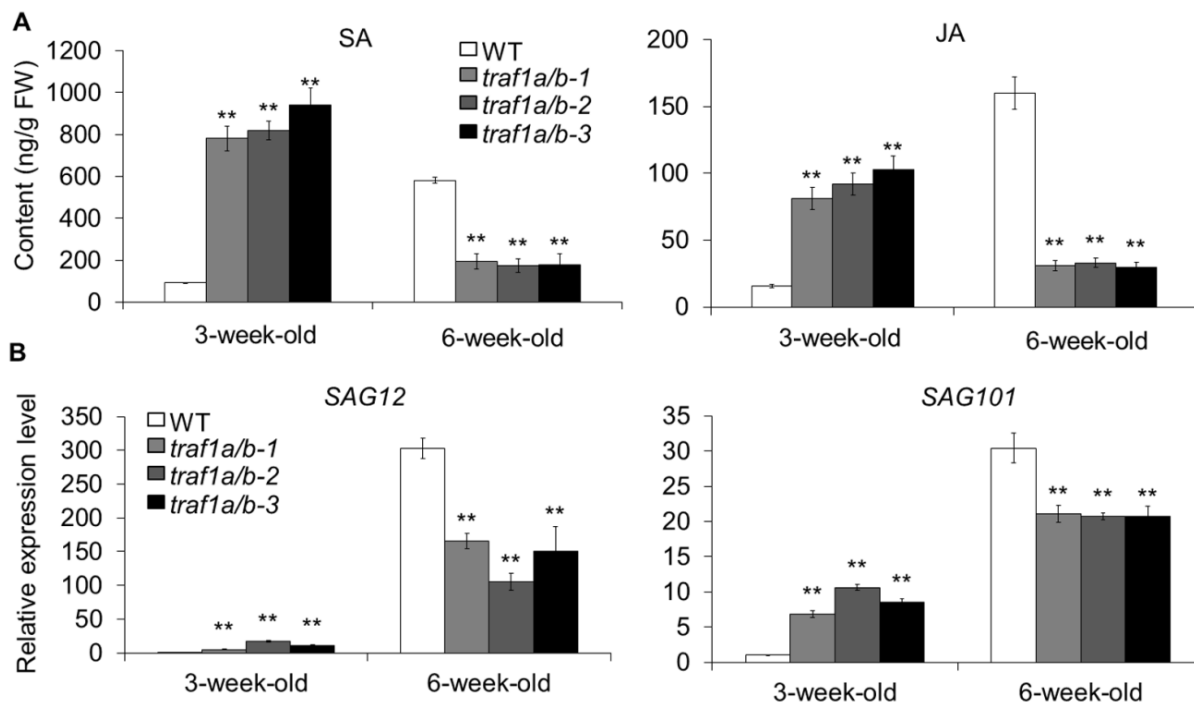 A
SA
Content (ng/g FW)
1200
1000
800
600
400
200
0
** ** **
** ** **
3-week-old 6-week-old
WT
traf1a/b-1
traf1a/b-2
traf1a/b-3
JA
200
150
100
50
0
** ** **
** ** **
3-week-old 6-week-old
B
SAG12
Relative expression level
350
300
250
200
150
100
50
0
WT
traf1a/b-1
traf1a/b-2
traf1a/b-3
** ** **
** ** **
3-week-old 6-week-old
SAG101
35
30
25
20
15
10
5
0
** ** **
** ** **
3-week-old 6-week-old